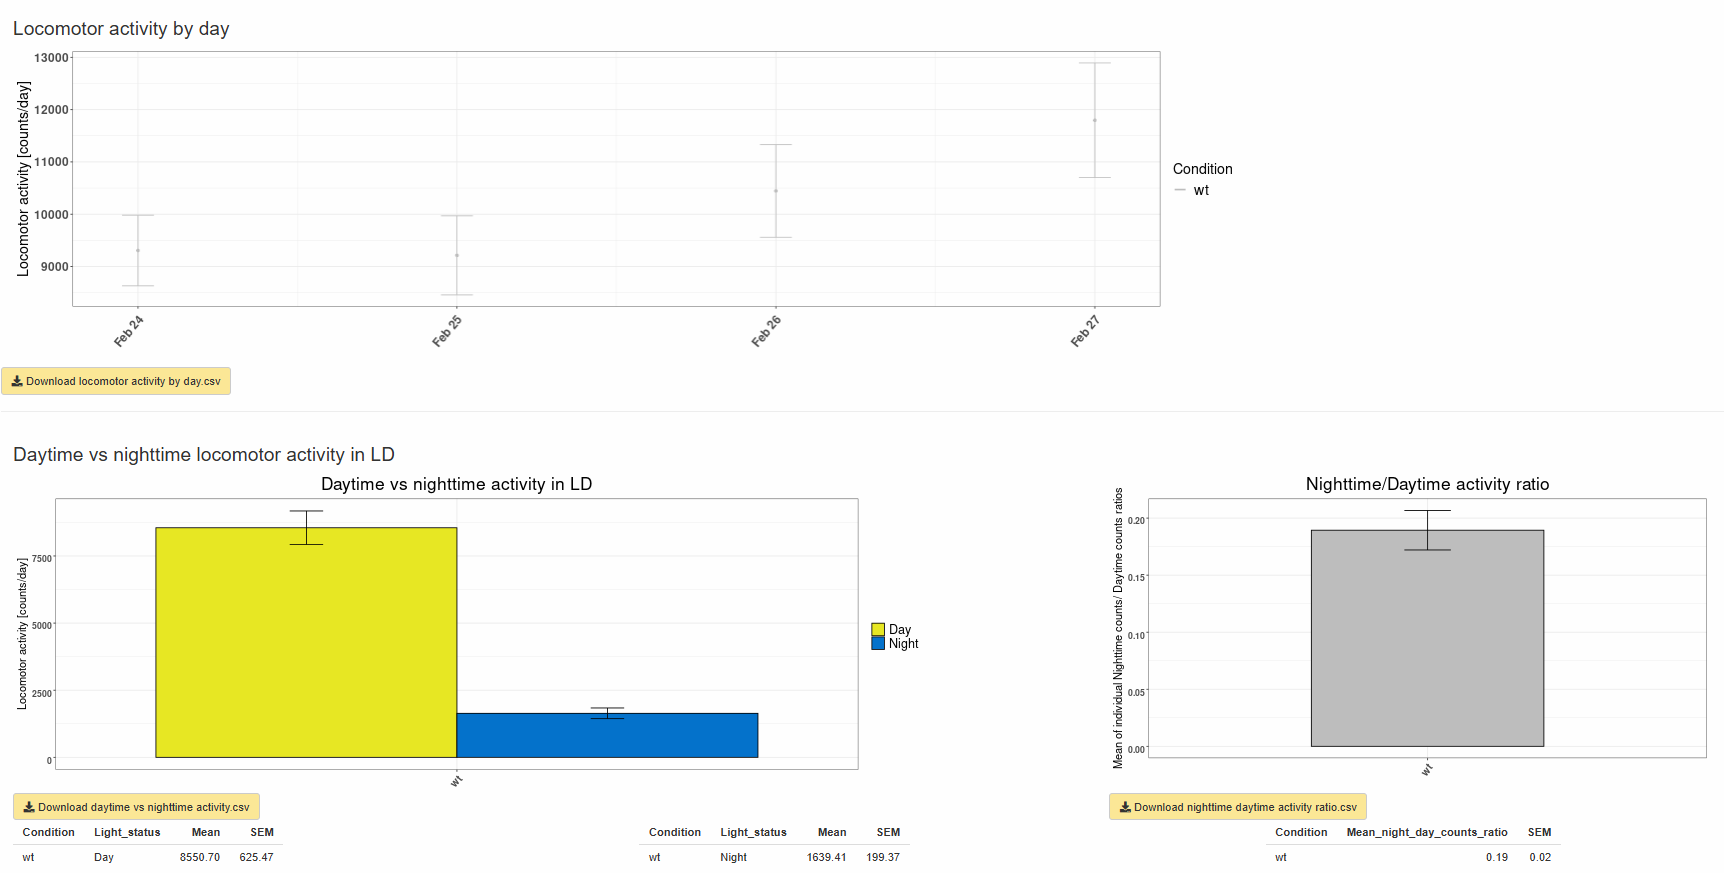 Locomotor activity by day
Locomotor activity [counts/day]
13000
12000
11000
10000
9000
Feb 24
Feb 25
Feb 26
Feb 27
Condition
wt
Download locomotor activity by day.csv
Daytime vs nighttime locomotor activity in LD
Daytime vs nighttime activity in LD
Locomotor activity [counts/day]
7500
5000
2500
0
wt
Day
Night
Nighttime/Daytime activity ratio
Mean of individual Nighttime counts/ Daytime counts ratios
0.20
0.15
0.10
0.05
0.00
wt
Download daytime vs nighttime activity.csv
Condition Light_status Mean SEM
wt Day 8550.70 625.47
Condition Light_status Mean SEM
wt Night 1639.41 199.37
Download nighttime daytime activity ratio.csv
Condition Mean_night_day_counts_ratio SEM
wt 0.19 0.02